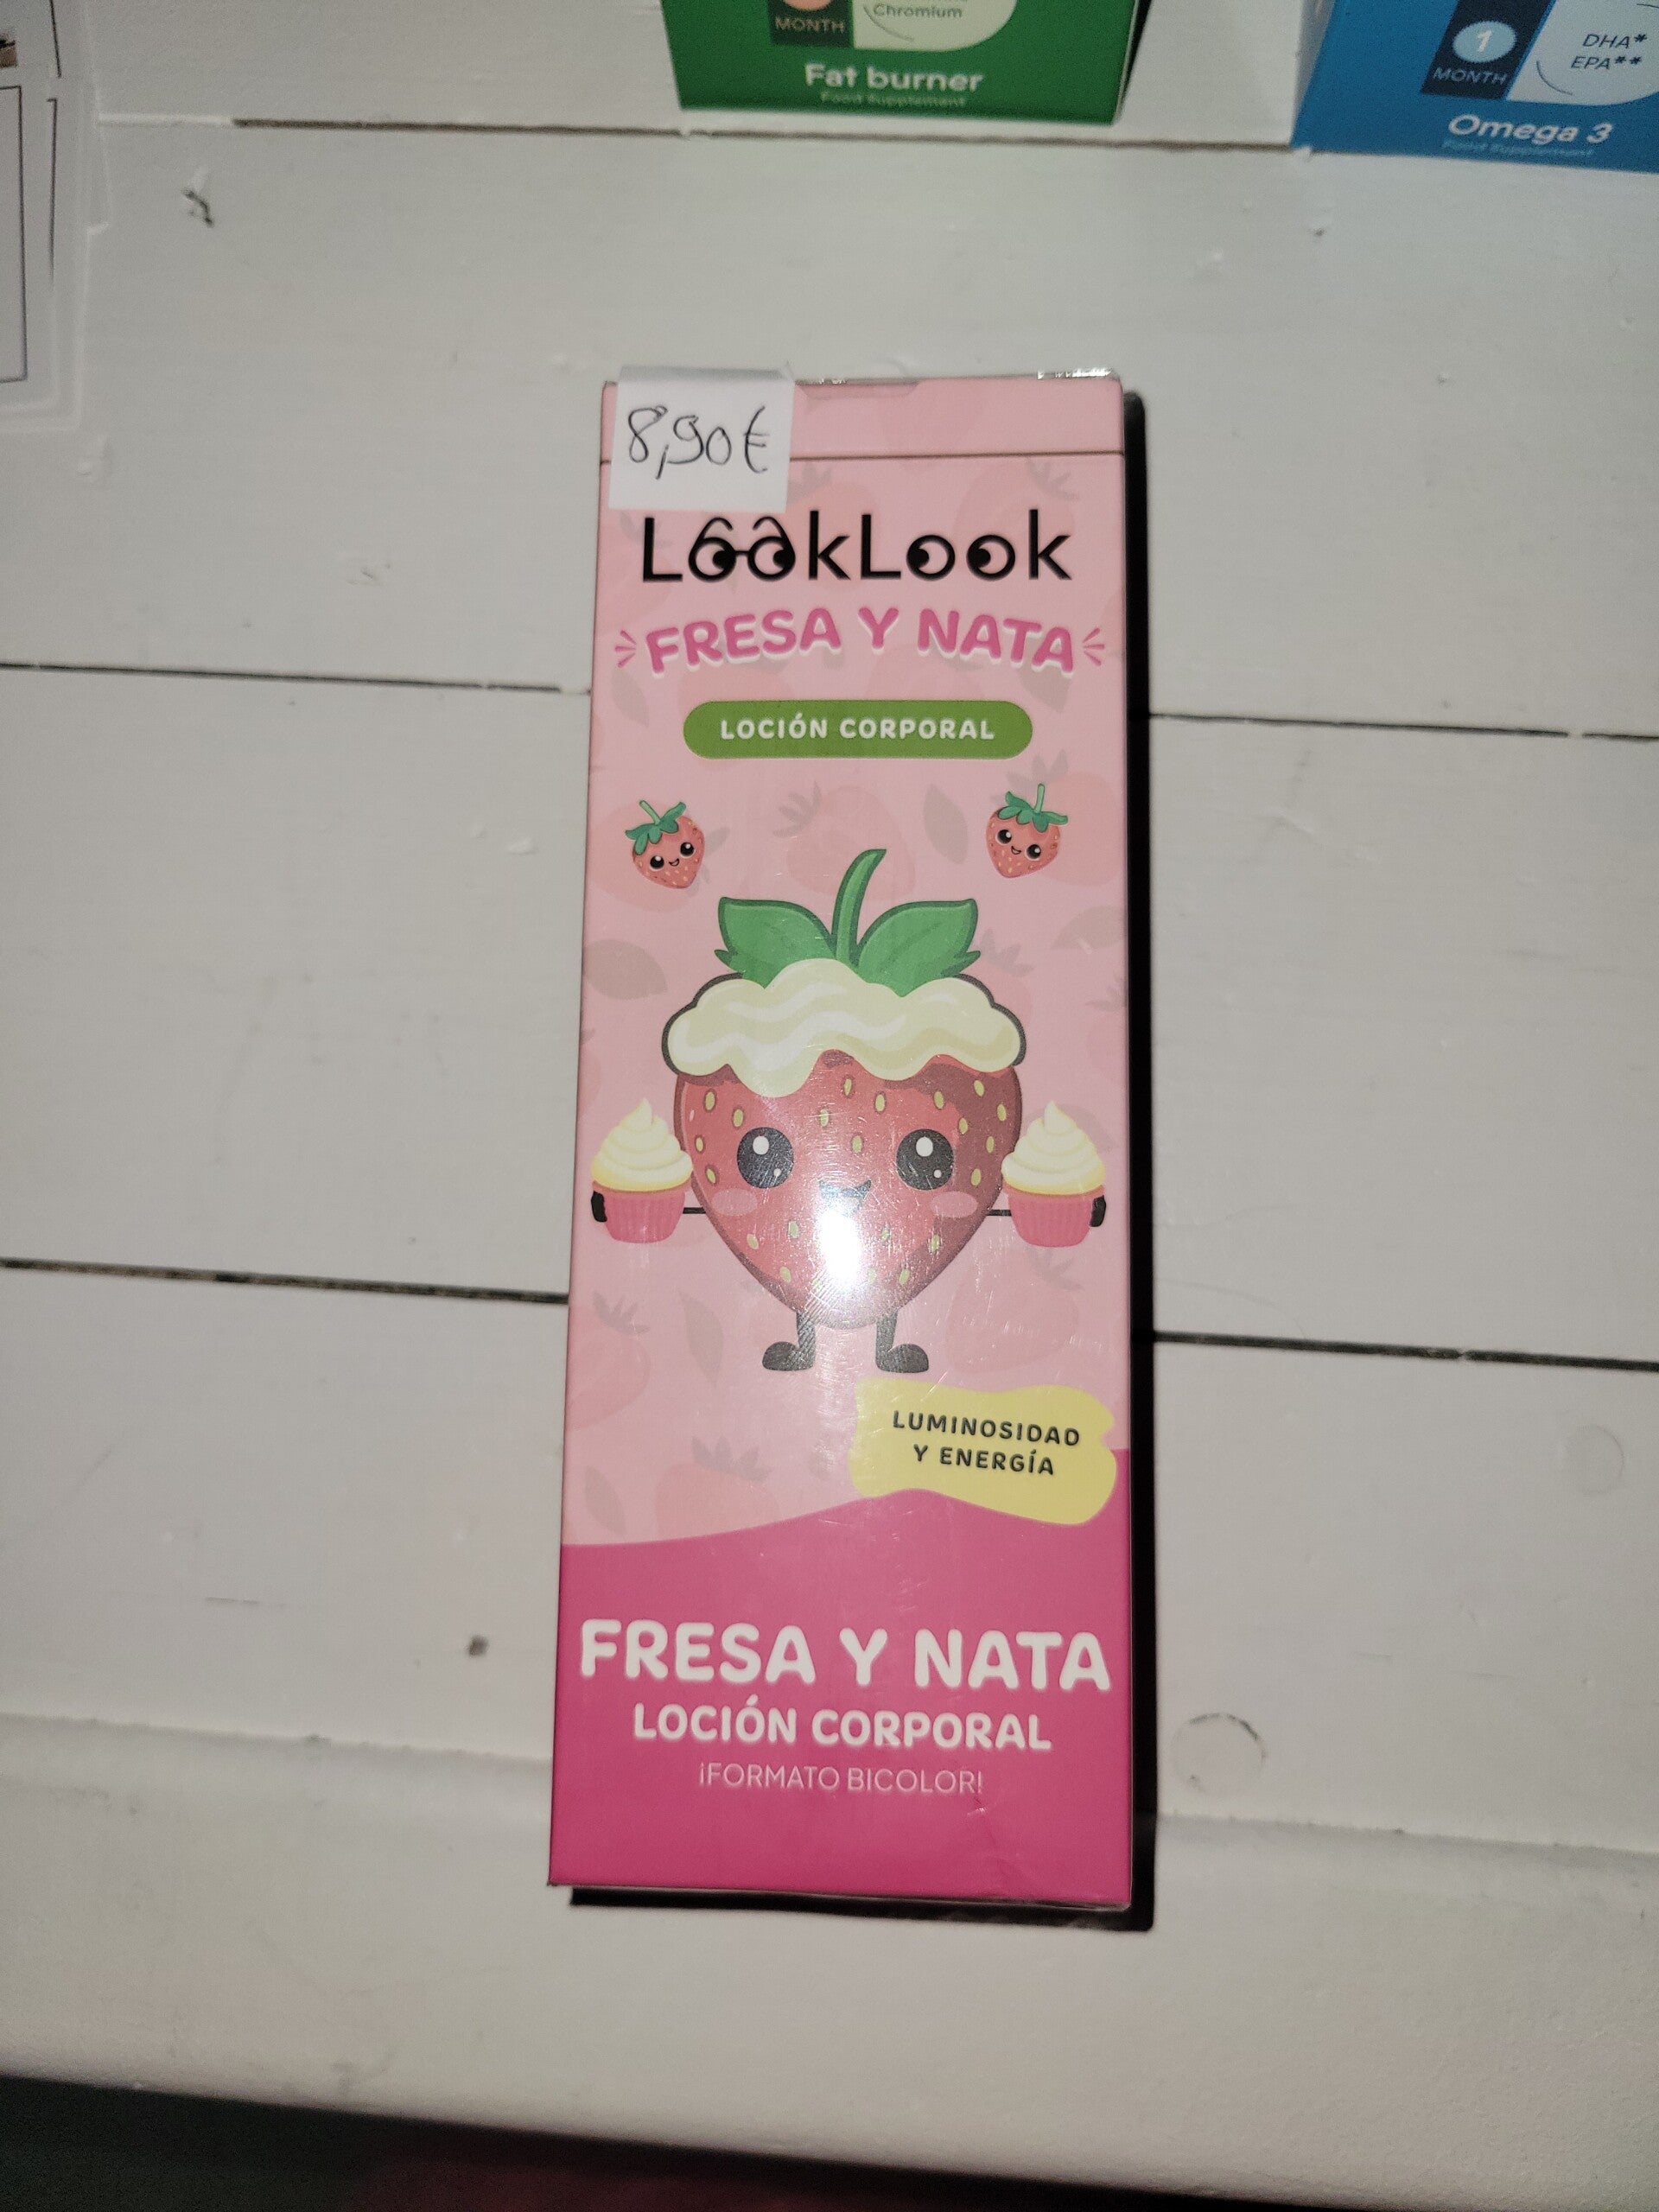 Chromium
MONTH
Fat burner
Food Supplement
1
MONTH
DHA*
EPA**
Omega 3
Food Supplement
8,90€
LookLook
FRESA Y NATA
LOCIÓN CORPORAL
LUMINOSIDAD
Y ENERGÍA
FRESA Y NATA
LOCIÓN CORPORAL
¡FORMATO BICOLOR!